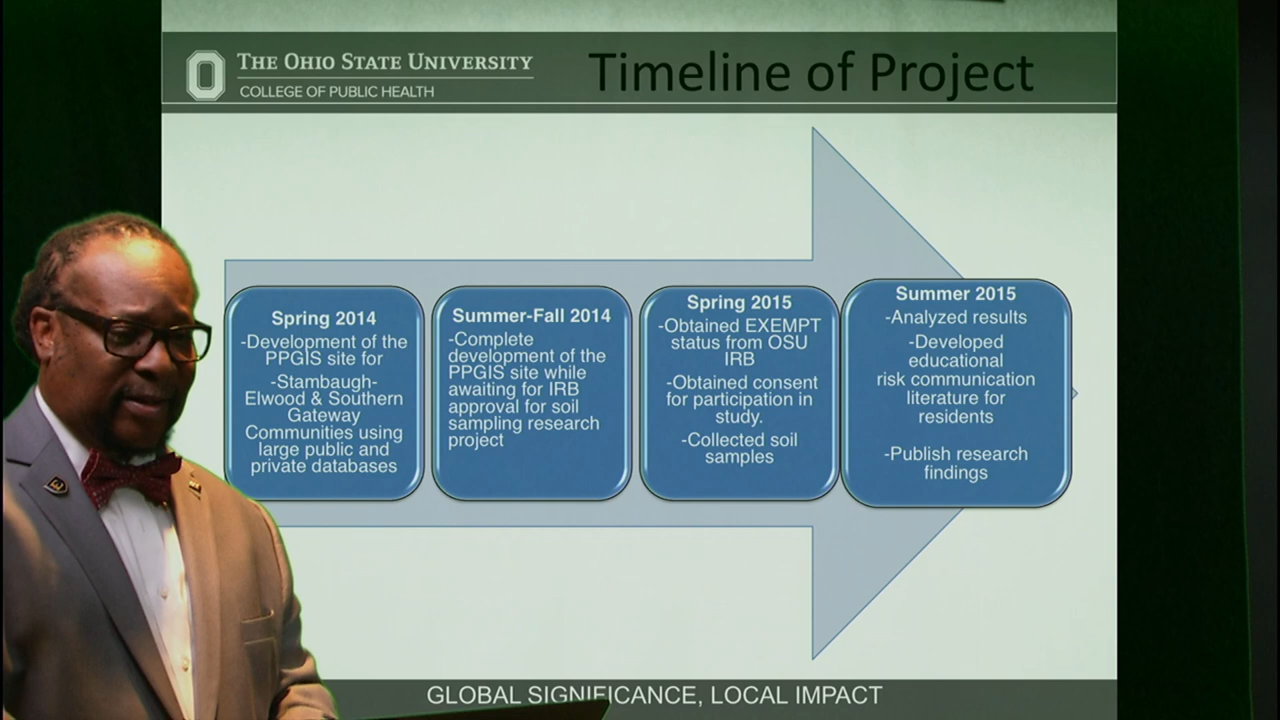 THE OHIO STATE UNIVERSITY
COLLEGE OF PUBLIC HEALTH
Timeline of Project
Spring 2014
-Development of the
PPGIS site for
-Stambaugh-
Elwood & Southern
Gateway
Communities using
large public and
private databases
Summer-Fall 2014
-Complete
development of the
PPGIS site while
awaiting for IRB
approval for soil
sampling research
project
Spring 2015
-Obtained EXEMPT
status from OSU
IRB
-Obtained consent
for participation in
study.
-Collected soil
samples
Summer 2015
-Analyzed results
-Developed
educational
risk communication
literature for
residents
-Publish research
findings
GLOBAL SIGNIFICANCE, LOCAL IMPACT